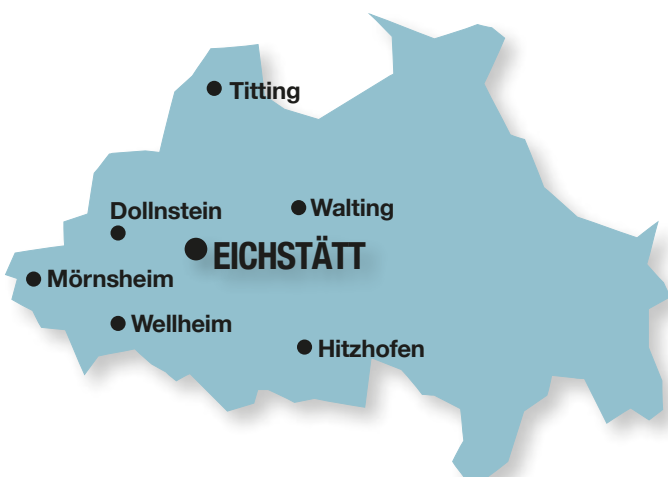 Titting
Dollnstein
Walting
EICHSTÄTT
Mörnsheim
Wellheim
Hitzhofen